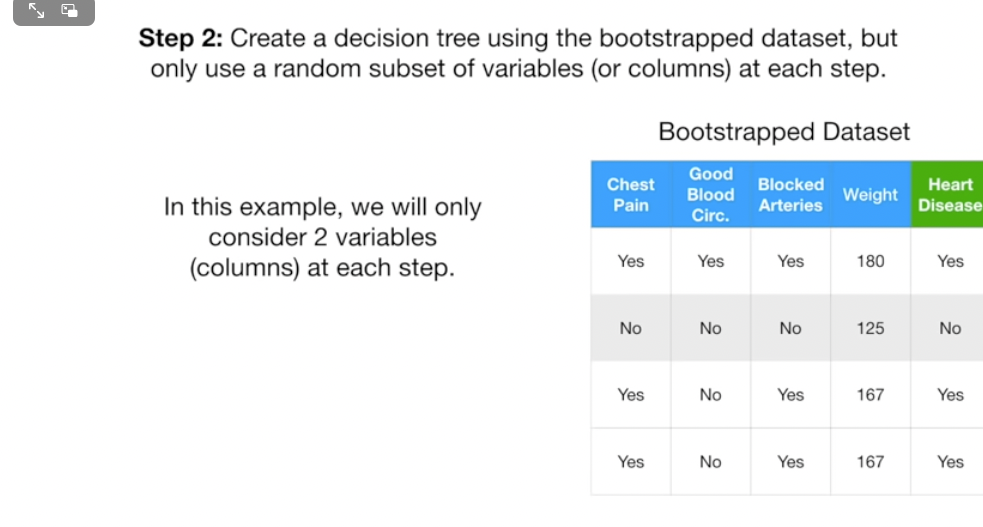 Step 2: Create a decision tree using the bootstrapped dataset, but
only use a random subset of variables (or columns) at each step.
In this example, we will only
consider 2 variables
(columns) at each step.
Bootstrapped Dataset
Chest Pain Good Blood Circ. Blocked Arteries Weight Heart Disease
Yes Yes Yes 180 Yes
No No No 125 No
Yes No Yes 167 Yes
Yes No Yes 167 Yes